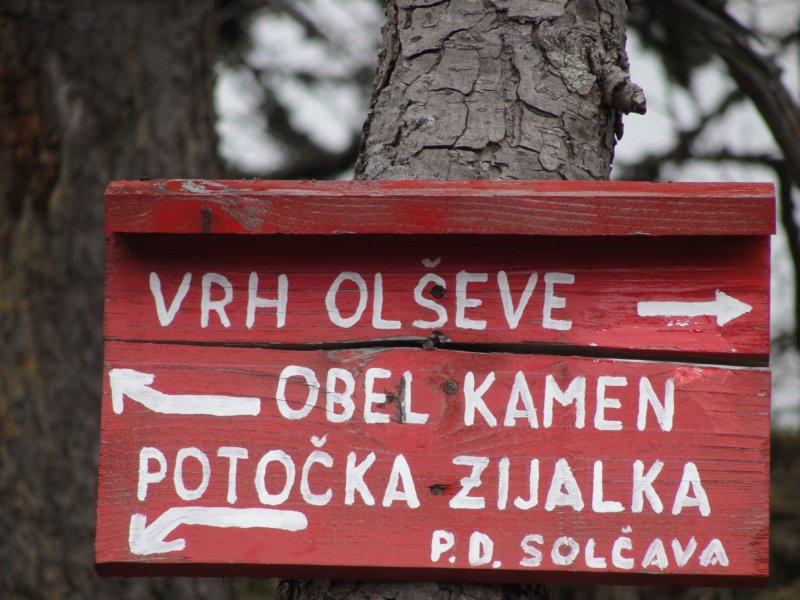 VRH OLŠEVE
OBEL KAMEN
POTOČKA ZIJALKA
P.D. SOLČAVA